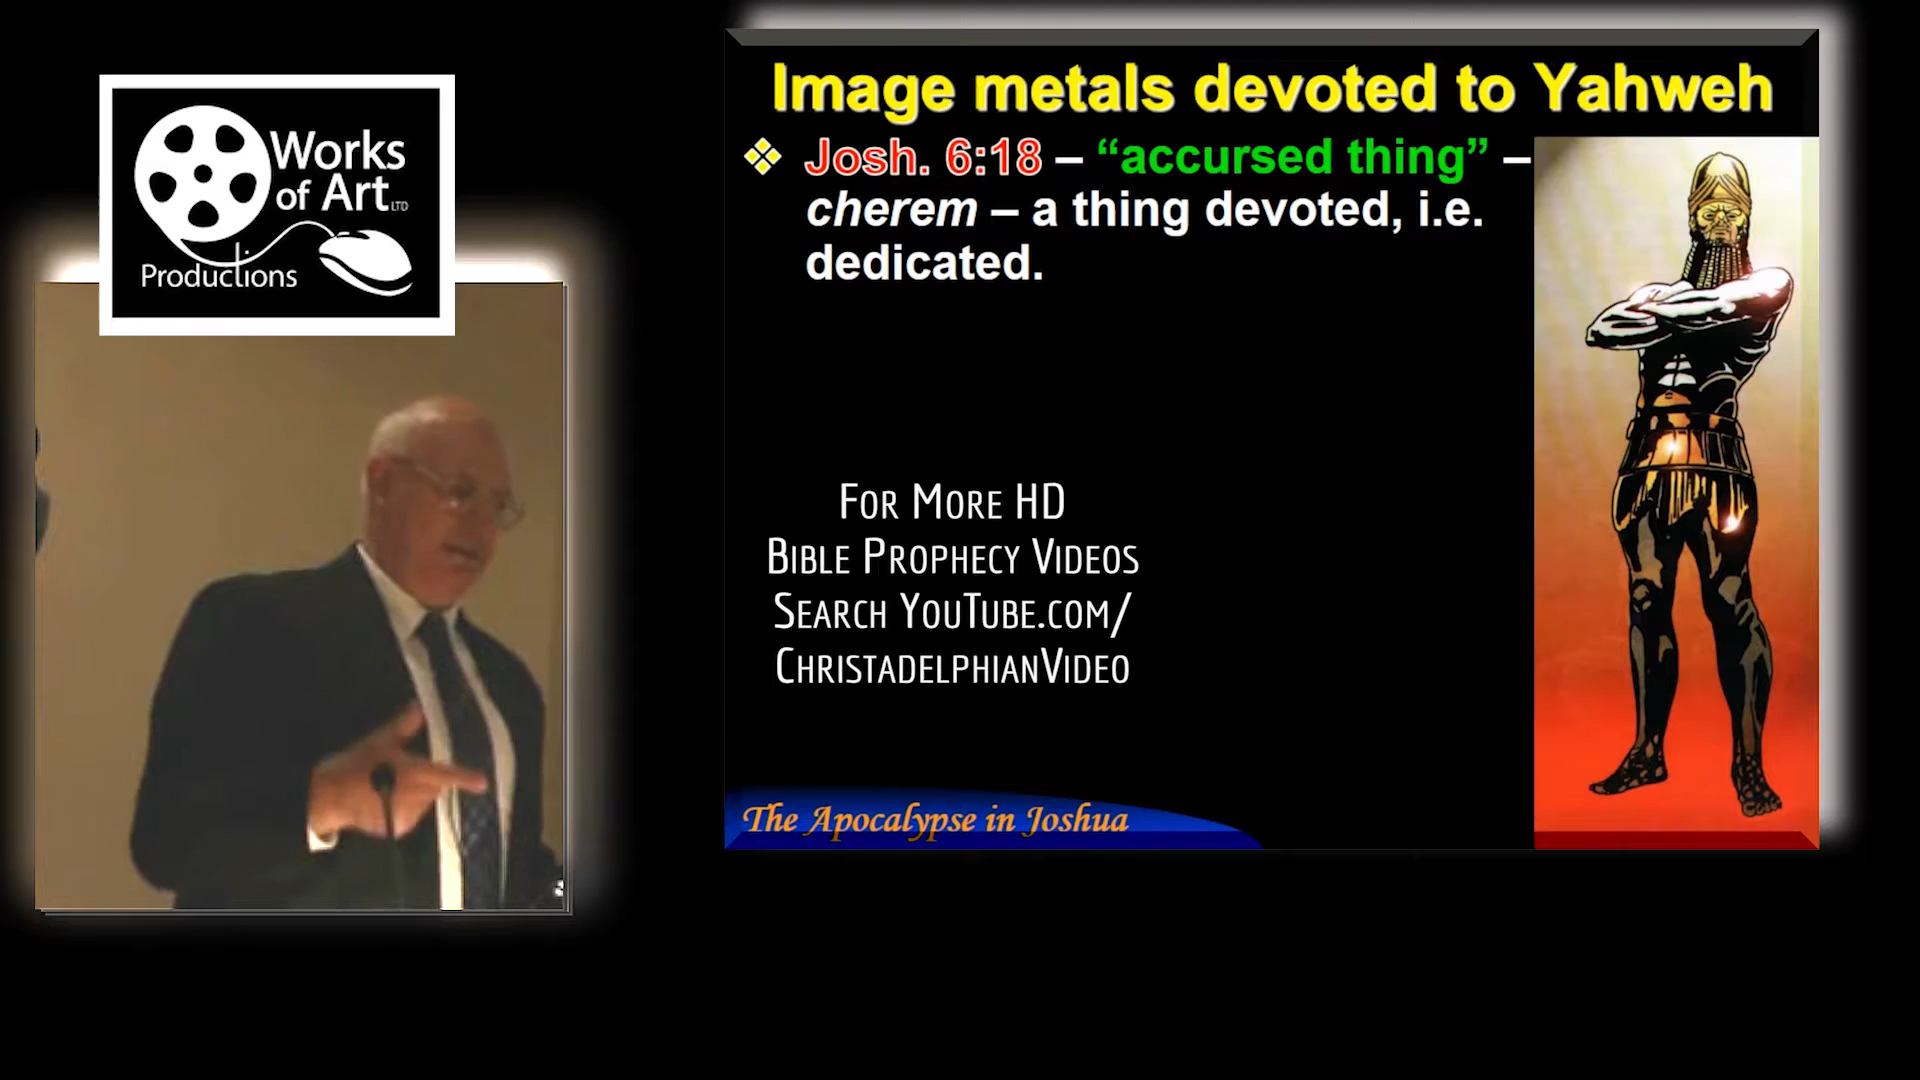 Works
of Art LTD
Productions
Image metals devoted to Yahweh
Josh. 6:18 – “accursed thing” –
cherem – a thing devoted, i.e.
dedicated.
For More HD
Bible Prophecy Videos
Search YouTube.com/
ChristadelphianVideo
The Apocalypse in Joshua